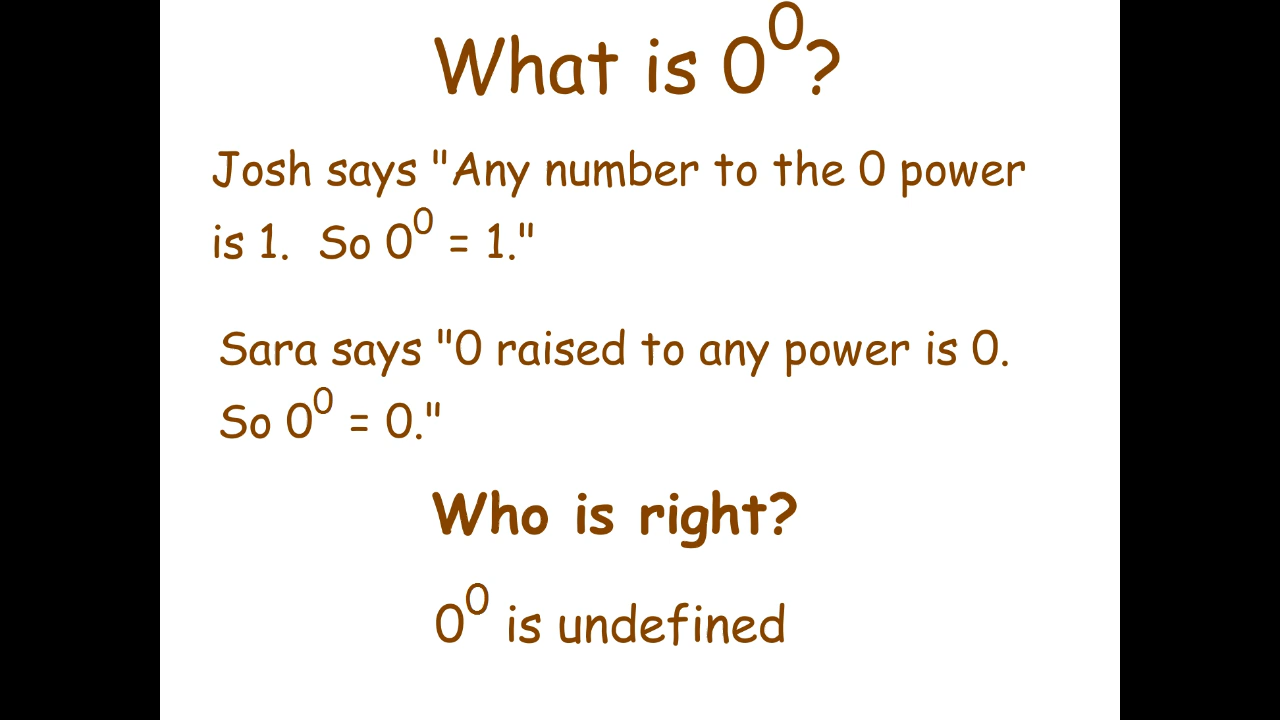 What is 0⁰?
Josh says "Any number to the 0 power
is 1.  So 0⁰ = 1."
Sara says "0 raised to any power is 0.
So 0⁰ = 0."
Who is right?
0⁰ is undefined